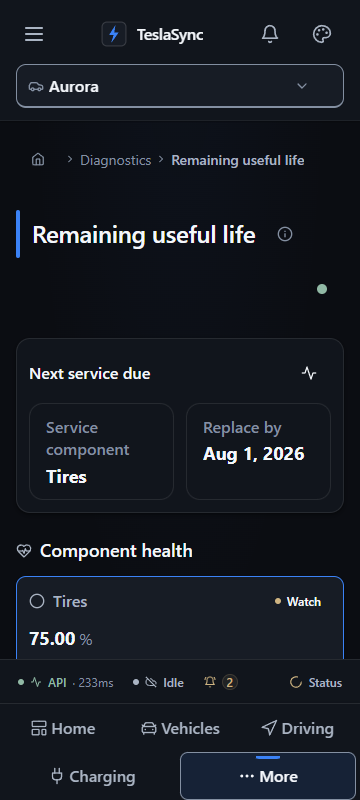 TeslaSync
Aurora
Diagnostics
Remaining useful life
Remaining useful life
Next service due
Service
component
Tires
Replace by
Aug 1, 2026
Component health
Tires
Watch
75.00 %
API · 233ms
Idle
2
Status
Home
Vehicles
Driving
Charging
More